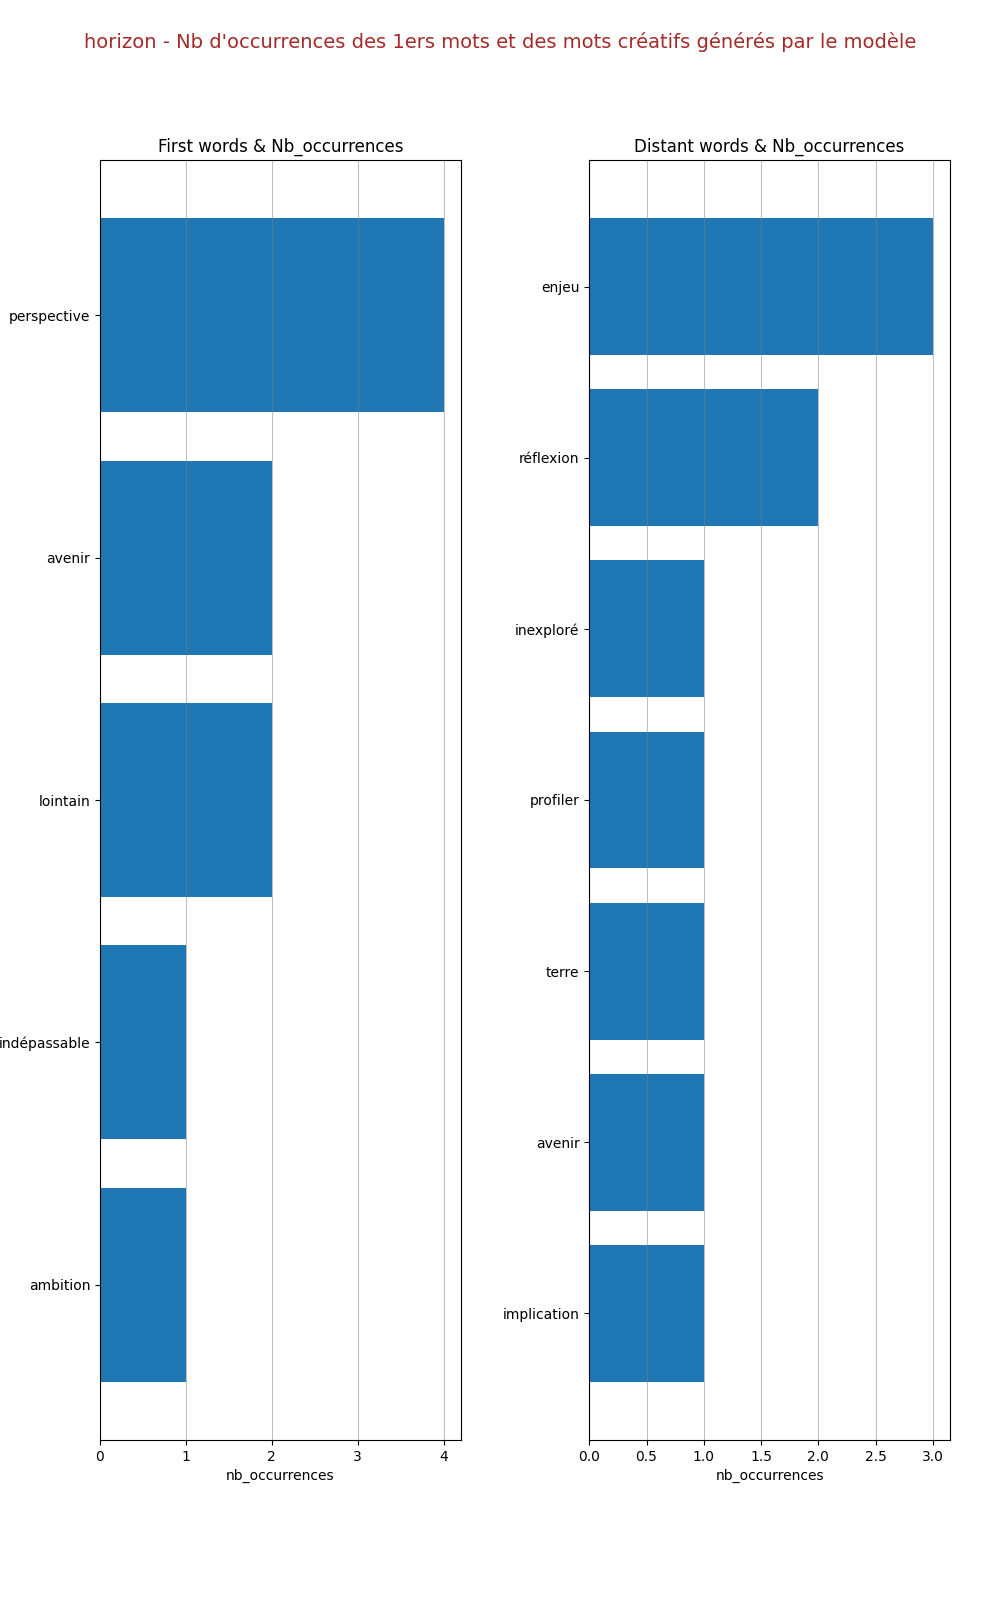 horizon - Nb d'occurrences des 1ers mots et des mots créatifs générés par le modèle
First words & Nb_occurrences
perspective
avenir
lointain
indépassable
ambition
0 1 2 3 4
nb_occurrences
Distant words & Nb_occurrences
enjeu
réflexion
inexploré
profiler
terre
avenir
implication
0.0 0.5 1.0 1.5 2.0 2.5 3.0
nb_occurrences